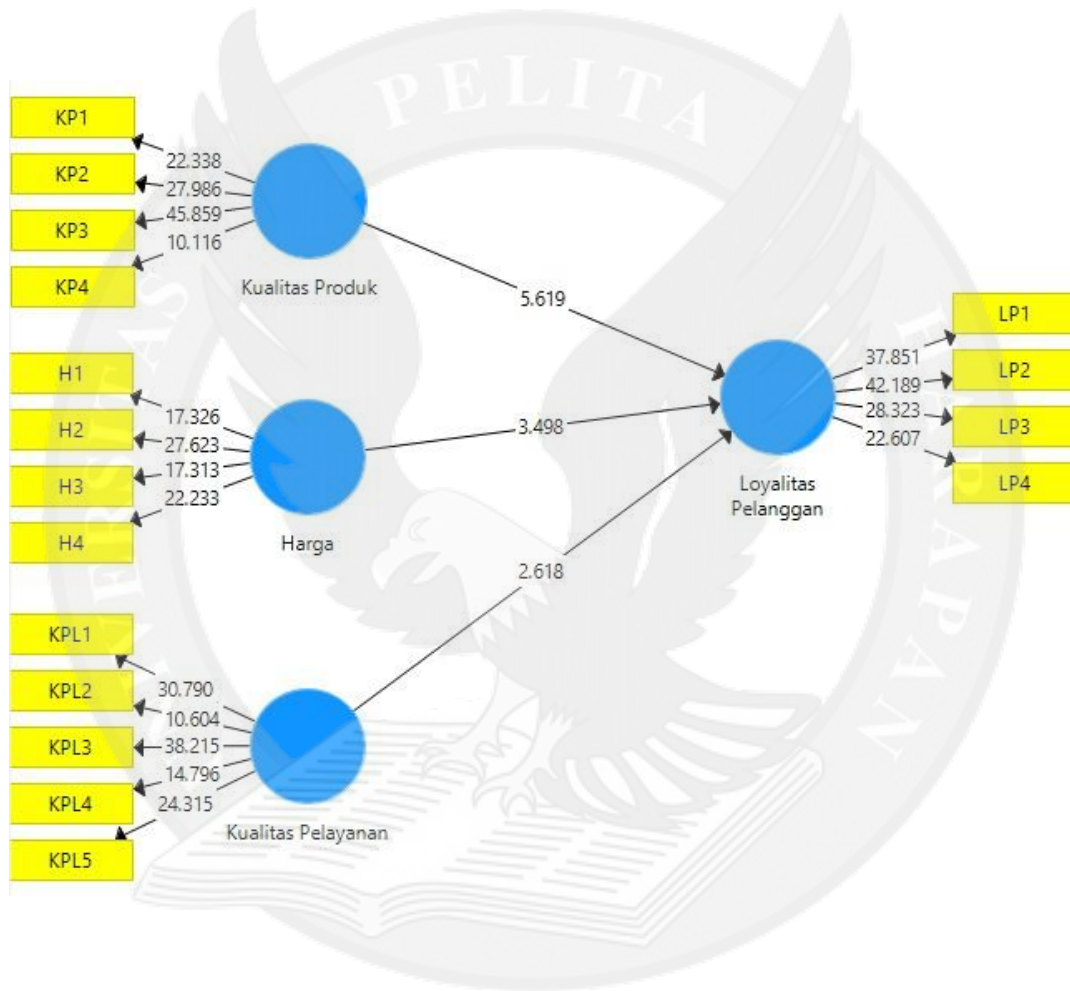 UNIVERSITAS PELITA HARAPAN
KP1
KP2
KP3
KP4
22.338
27.986
45.859
10.116
Kualitas Produk
H1
H2
H3
H4
17.326
27.623
17.313
22.233
Harga
KPL1
KPL2
KPL3
KPL4
KPL5
30.790
10.604
38.215
14.796
24.315
Kualitas Pelayanan
5.619
3.498
2.618
Loyalitas
Pelanggan
37.851
42.189
28.323
22.607
LP1
LP2
LP3
LP4